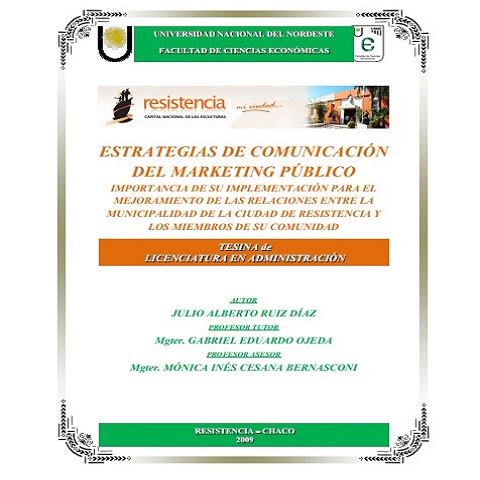 UNIVERSIDAD NACIONAL DEL NORDESTE
FACULTAD DE CIENCIAS ECONÓMICAS
resistencia
mi ciudad...
CAPITAL NACIONAL DE LAS ESCULTURAS
ESTRATEGIAS DE COMUNICACIÓN
DEL MARKETING PÚBLICO
IMPORTANCIA DE SU IMPLEMENTACIÓN PARA EL
MEJORAMIENTO DE LAS RELACIONES ENTRE LA
MUNICIPALIDAD DE LA CIUDAD DE RESISTENCIA Y
LOS MIEMBROS DE SU COMUNIDAD
TESINA de
LICENCIATURA EN ADMINISTRACIÓN
AUTOR
JULIO ALBERTO RUIZ DÍAZ
PROFESOR TUTOR
Mgter. GABRIEL EDUARDO OJEDA
PROFESOR ASESOR
Mgter. MÓNICA INÉS CESANA BERNASCONI
RESISTENCIA – CHACO
2009